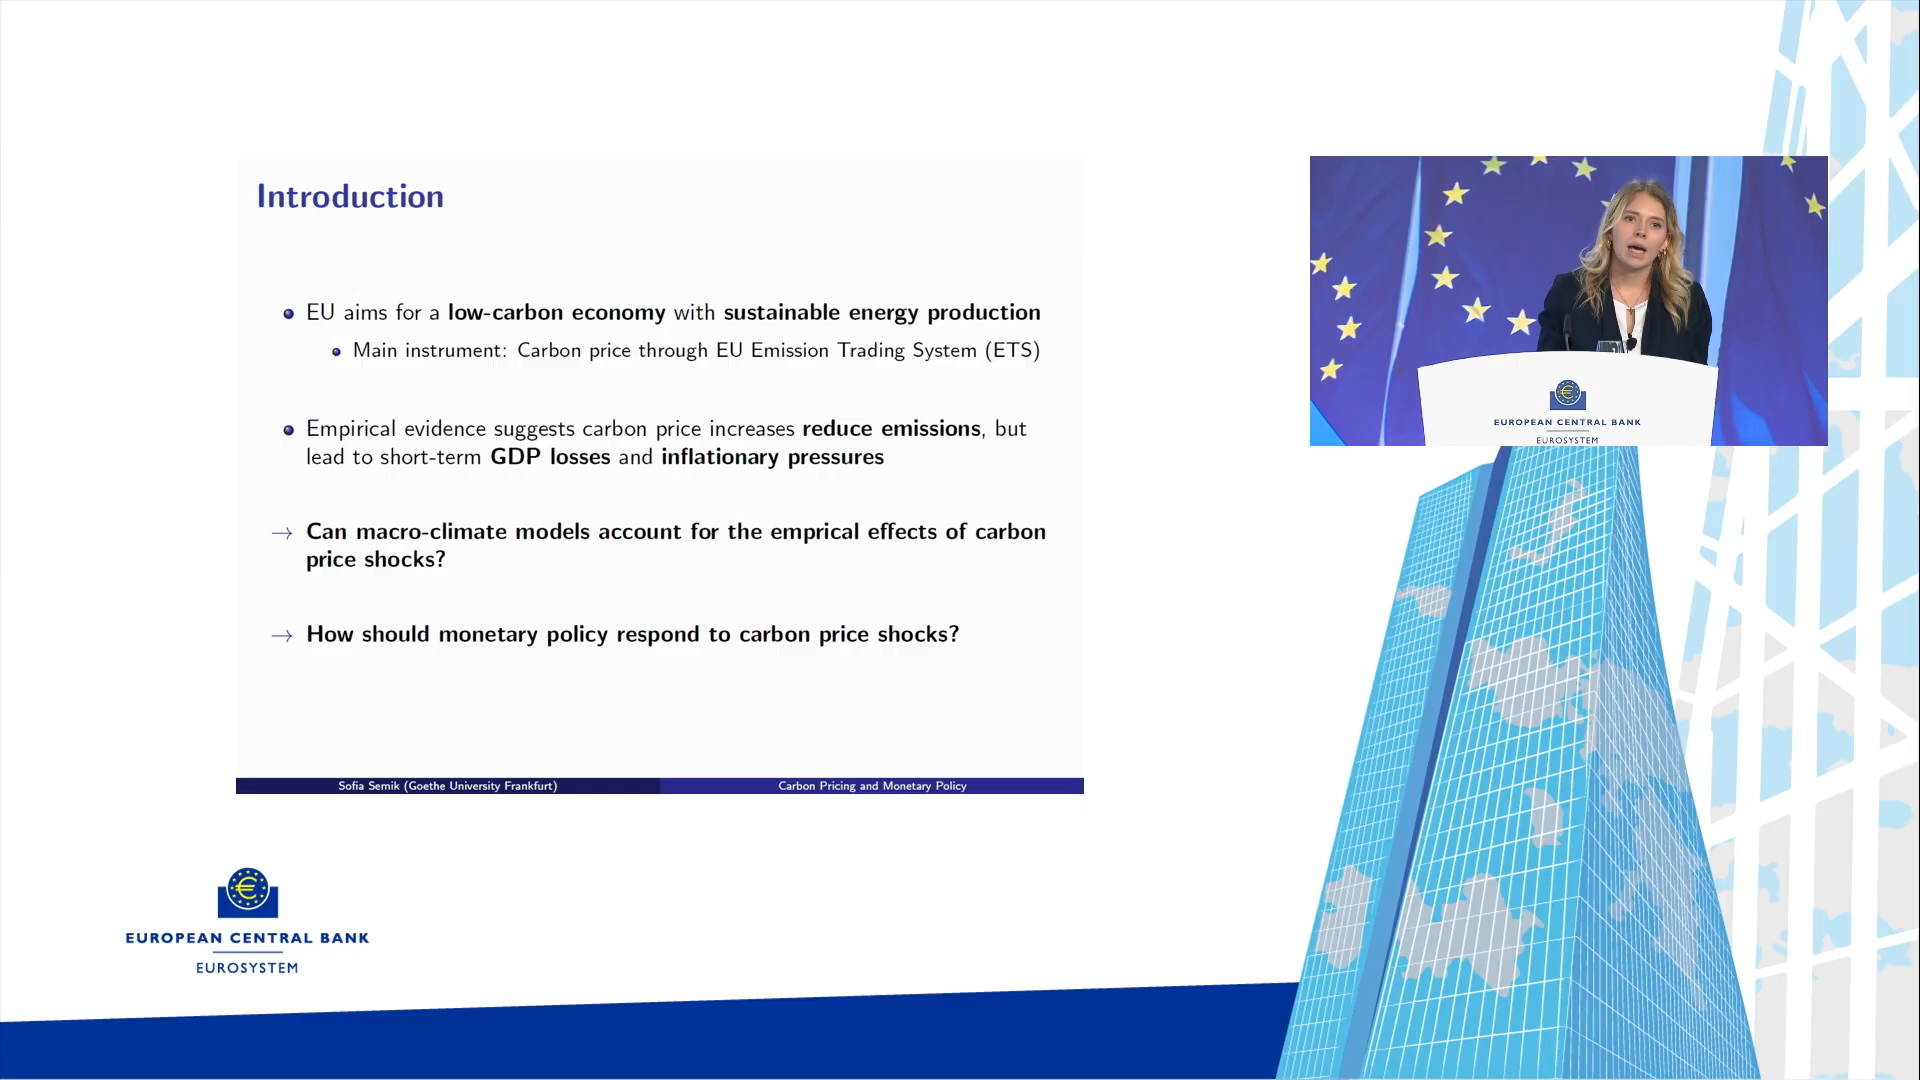 Introduction
EU aims for a low-carbon economy with sustainable energy production
Main instrument: Carbon price through EU Emission Trading System (ETS)
Empirical evidence suggests carbon price increases reduce emissions, but
lead to short-term GDP losses and inflationary pressures
→ Can macro-climate models account for the emprical effects of carbon
price shocks?
→ How should monetary policy respond to carbon price shocks?
Sofia Semik (Goethe University Frankfurt)
Carbon Pricing and Monetary Policy
EUROPEAN CENTRAL BANK
EUROSYSTEM
EUROPEAN CENTRAL BANK
EUROSYSTEM